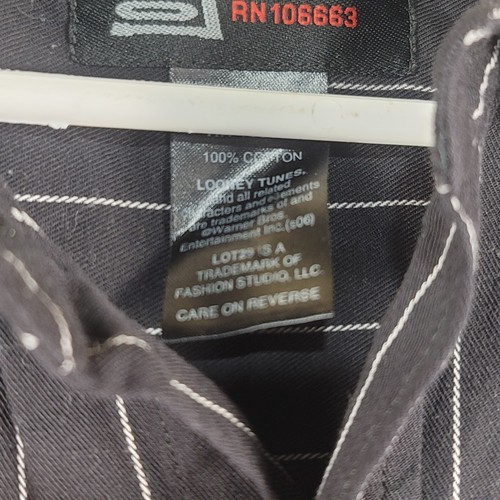 RN106663
100% COTTON
LOONEY TUNES,
and all related
characters and elements
are trademarks of and
©Warner Bros.
Entertainment Inc.(s06)
LOT29 IS A
TRADEMARK OF
FASHION STUDIO, LLC.
CARE ON REVERSE